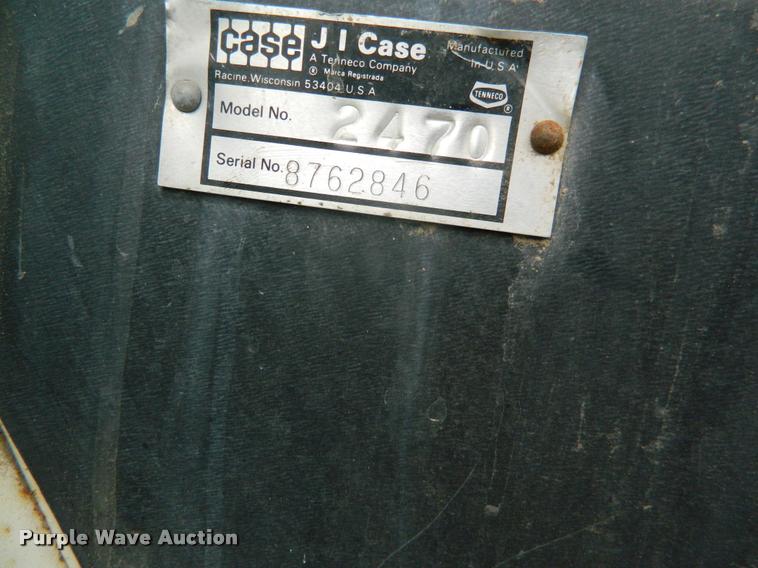 case J I Case Manufactured
A Tenneco Company in U.S.A
® Marca Registrada
Racine, Wisconsin 53404 U.S.A
TENNECO ®
Model No. 2470
Serial No. 8762846
Purple Wave Auction